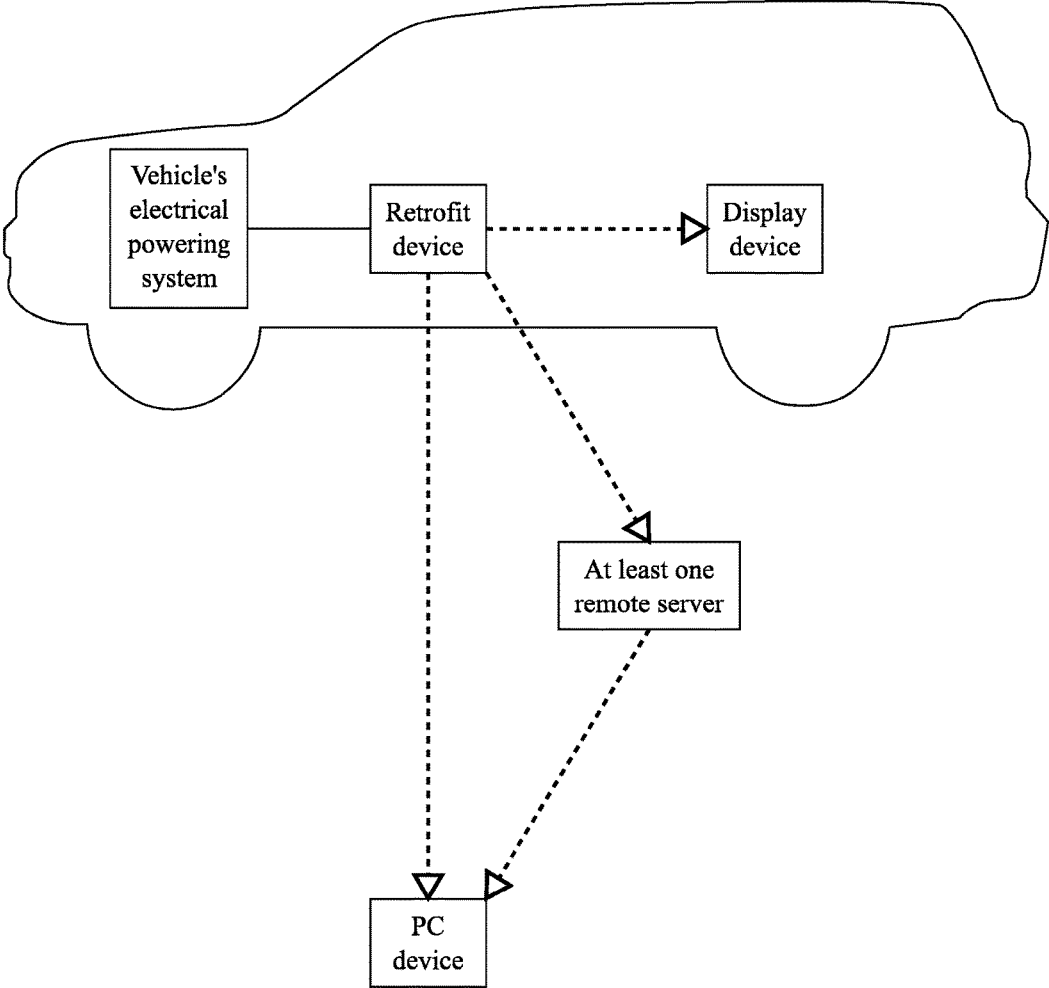 Vehicle's
electrical
powering
system
Retrofit
device
Display
device
At least one
remote server
PC
device